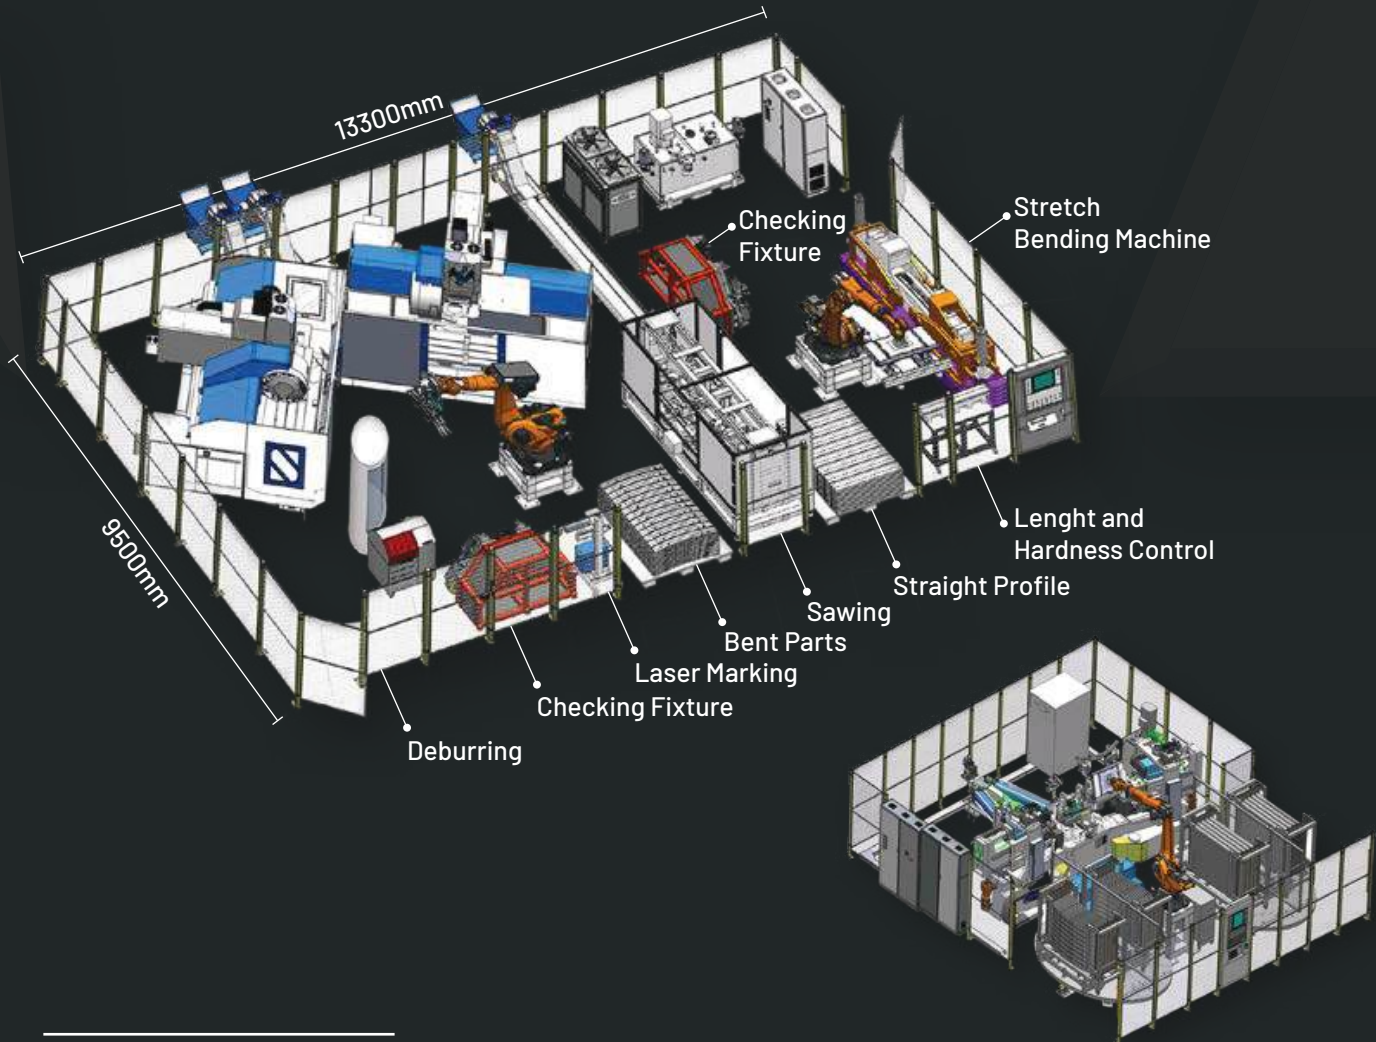 13300mm
Checking
Fixture
Stretch
Bending Machine
9500mm
Lenght and
Hardness Control
Straight Profile
Sawing
Bent Parts
Laser Marking
Checking Fixture
Deburring